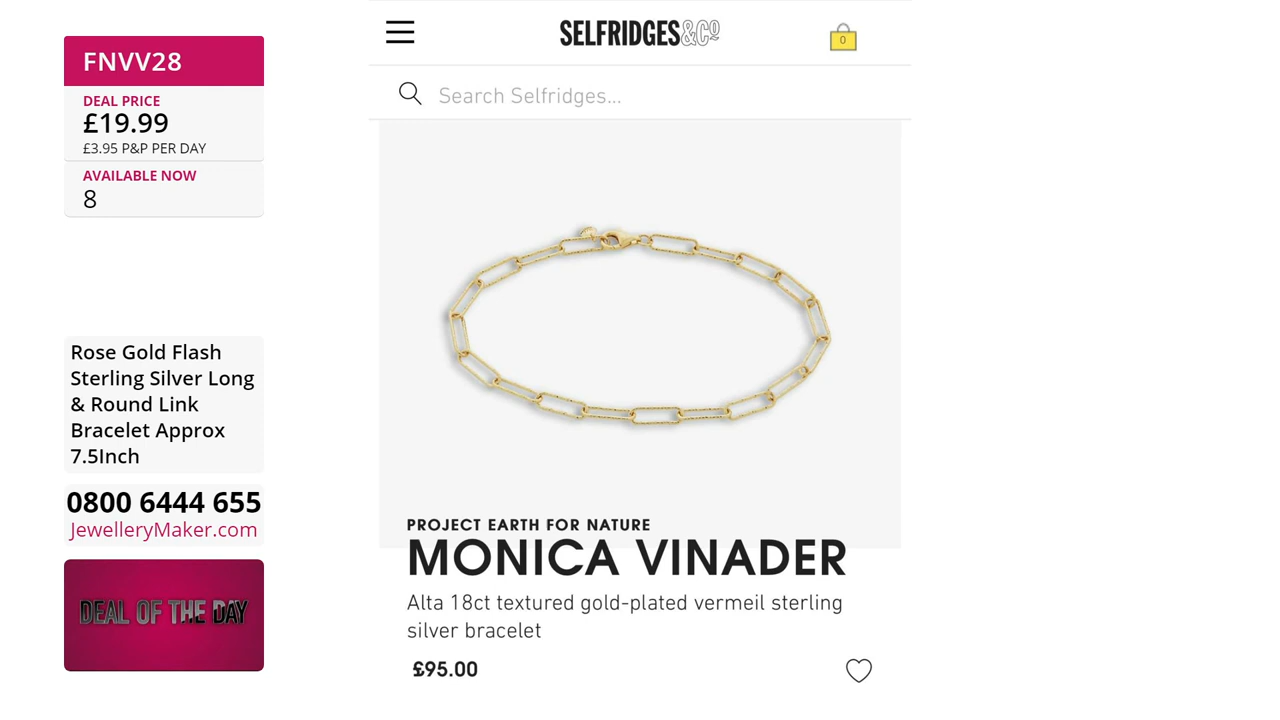 FNVV28
DEAL PRICE
£19.99
£3.95 P&P PER DAY
AVAILABLE NOW
8
Rose Gold Flash
Sterling Silver Long
& Round Link
Bracelet Approx
7.5Inch
0800 6444 655
JewelleryMaker.com
DEAL OF THE DAY
SELFRIDGES&Co
0
Search Selfridges...
PROJECT EARTH FOR NATURE
MONICA VINADER
Alta 18ct textured gold-plated vermeil sterling
silver bracelet
£95.00